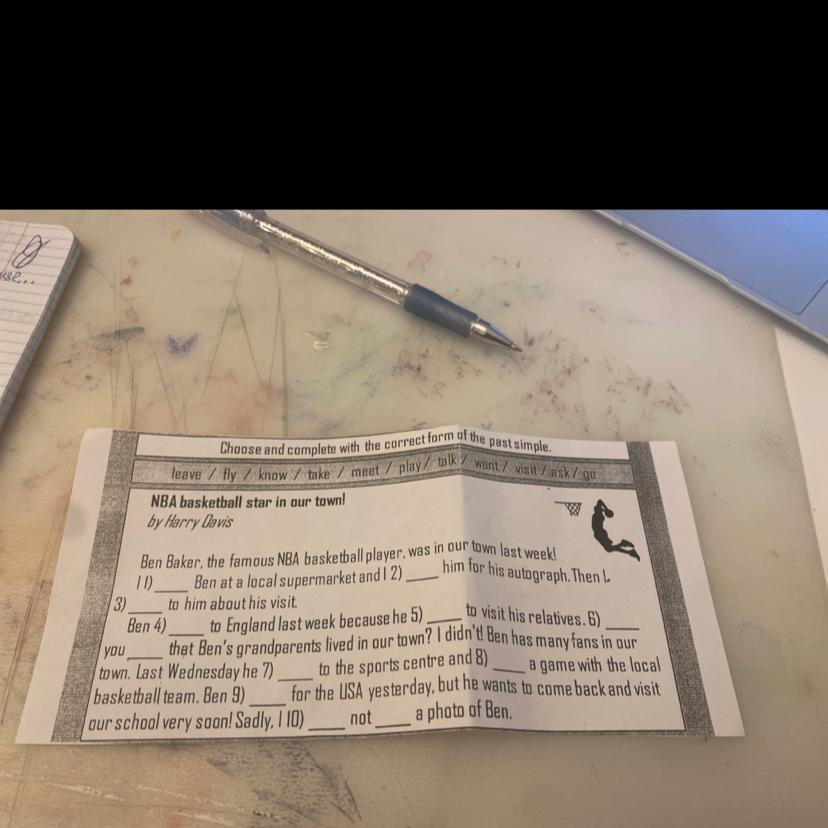 use...
Choose and complete with the correct form of the past simple.
leave / fly / know / take / meet / play / talk / want / visit / ask / go
NBA basketball star in our town!
by Harry Davis
Ben Baker, the famous NBA basketball player, was in our town last week!
I 1)____ Ben at a local supermarket and I 2) ____ him for his autograph. Then I
3)____ to him about his visit.
Ben 4)____ to England last week because he 5) ____ to visit his relatives. 6) ____
you ____ that Ben's grandparents lived in our town? I didn't! Ben has many fans in our
town. Last Wednesday he 7) ____ to the sports centre and 8) ____ a game with the local
basketball team. Ben 9) ____ for the USA yesterday, but he wants to come back and visit
our school very soon! Sadly, I 10) ____ not ____ a photo of Ben.